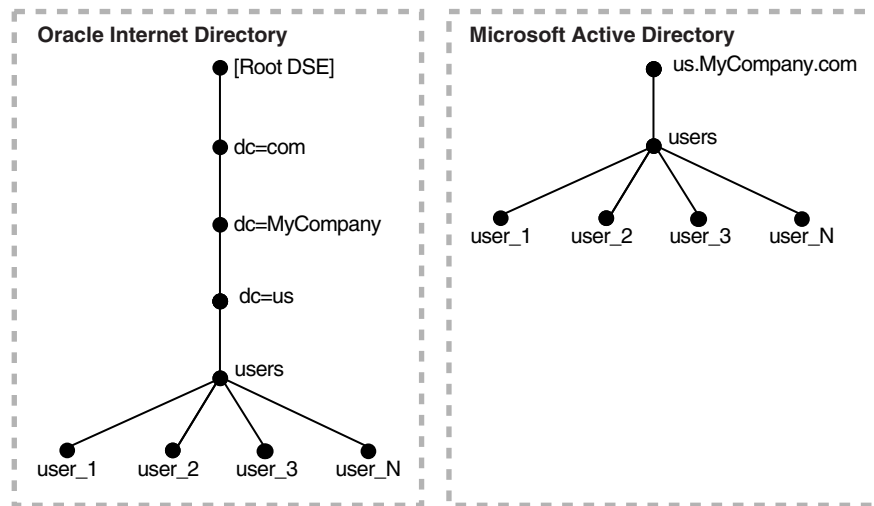 Oracle Internet Directory
[Root DSE]
dc=com
dc=MyCompany
dc=us
users
user_1
user_2
user_3
user_N
Microsoft Active Directory
us.MyCompany.com
users
user_1
user_2
user_3
user_N